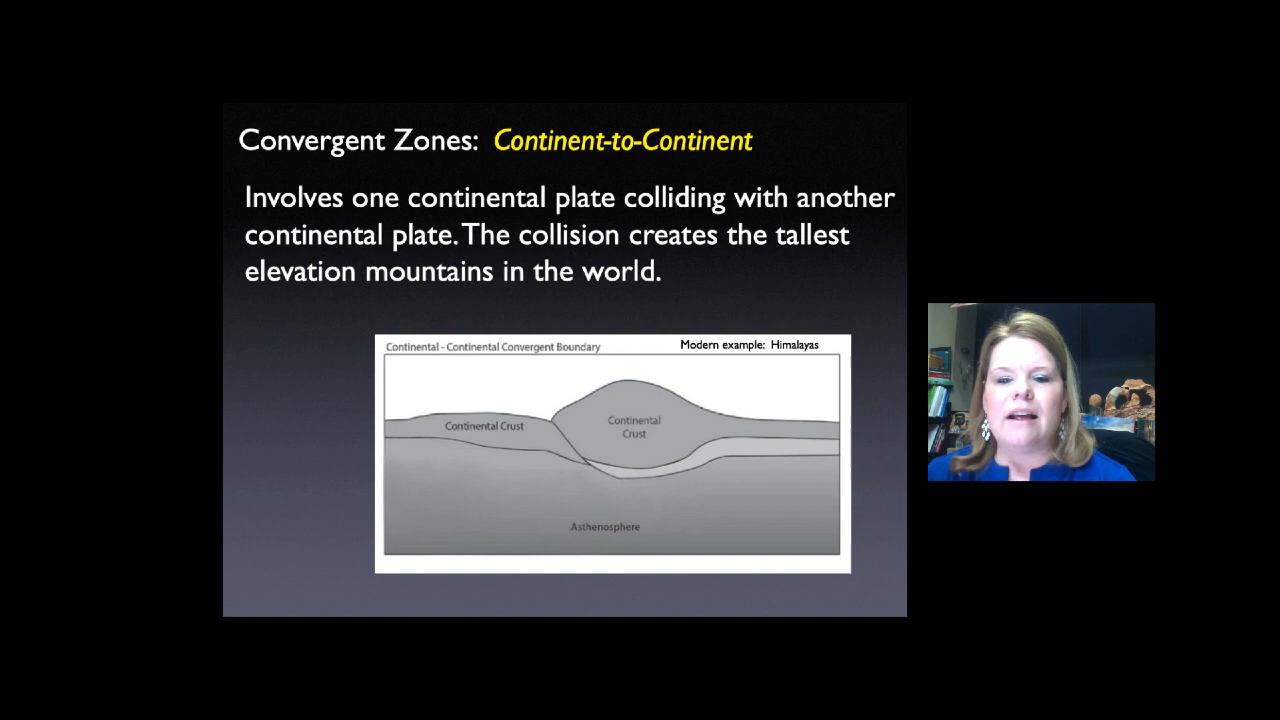 Convergent Zones: Continent-to-Continent
Involves one continental plate colliding with another
continental plate. The collision creates the tallest
elevation mountains in the world.
Continental - Continental Convergent Boundary
Modern example: Himalayas
Continental Crust
Continental
Crust
Asthenosphere